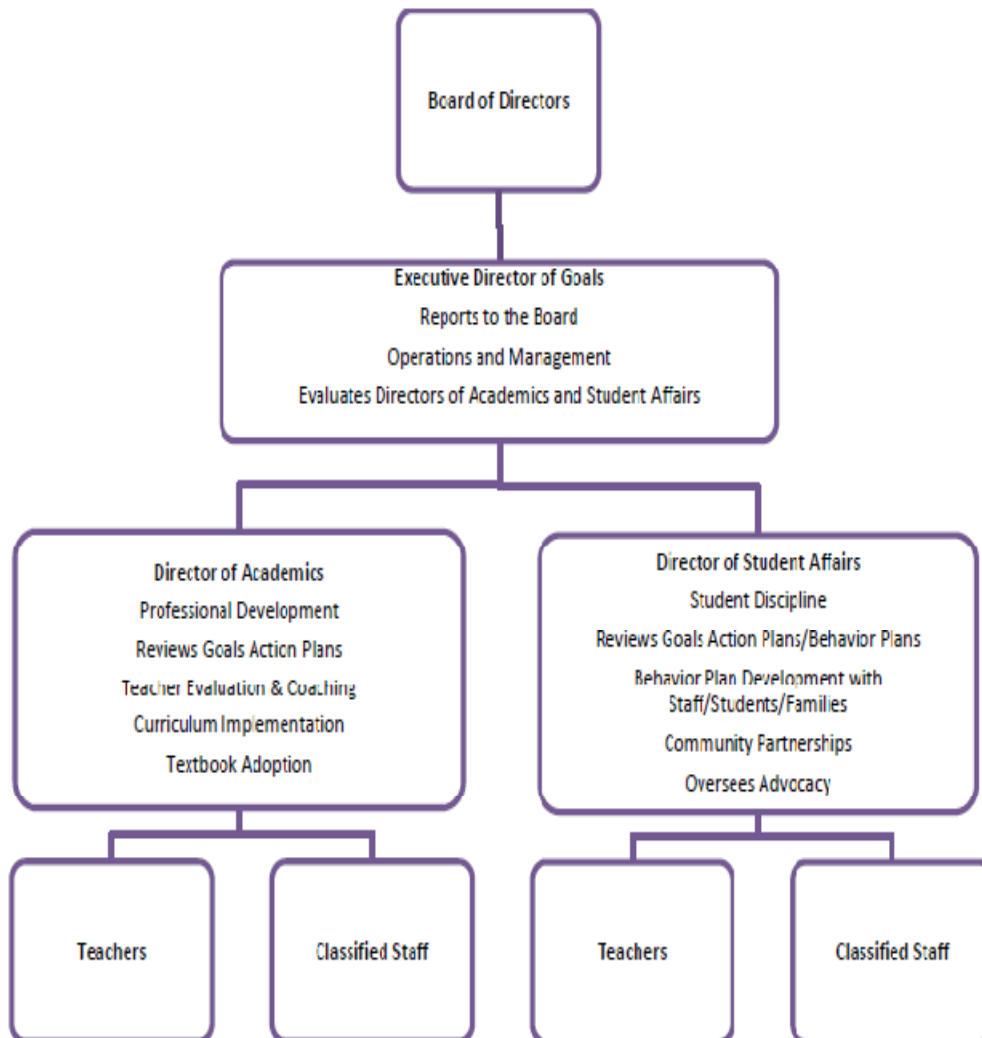 Board of Directors
Executive Director of Goals
Reports to the Board
Operations and Management
Evaluates Directors of Academics and Student Affairs
Director of Academics
Professional Development
Reviews Goals Action Plans
Teacher Evaluation & Coaching
Curriculum Implementation
Textbook Adoption
Director of Student Affairs
Student Discipline
Reviews Goals Action Plans/Behavior Plans
Behavior Plan Development with
Staff/Students/Families
Community Partnerships
Oversees Advocacy
Teachers
Classified Staff
Teachers
Classified Staff